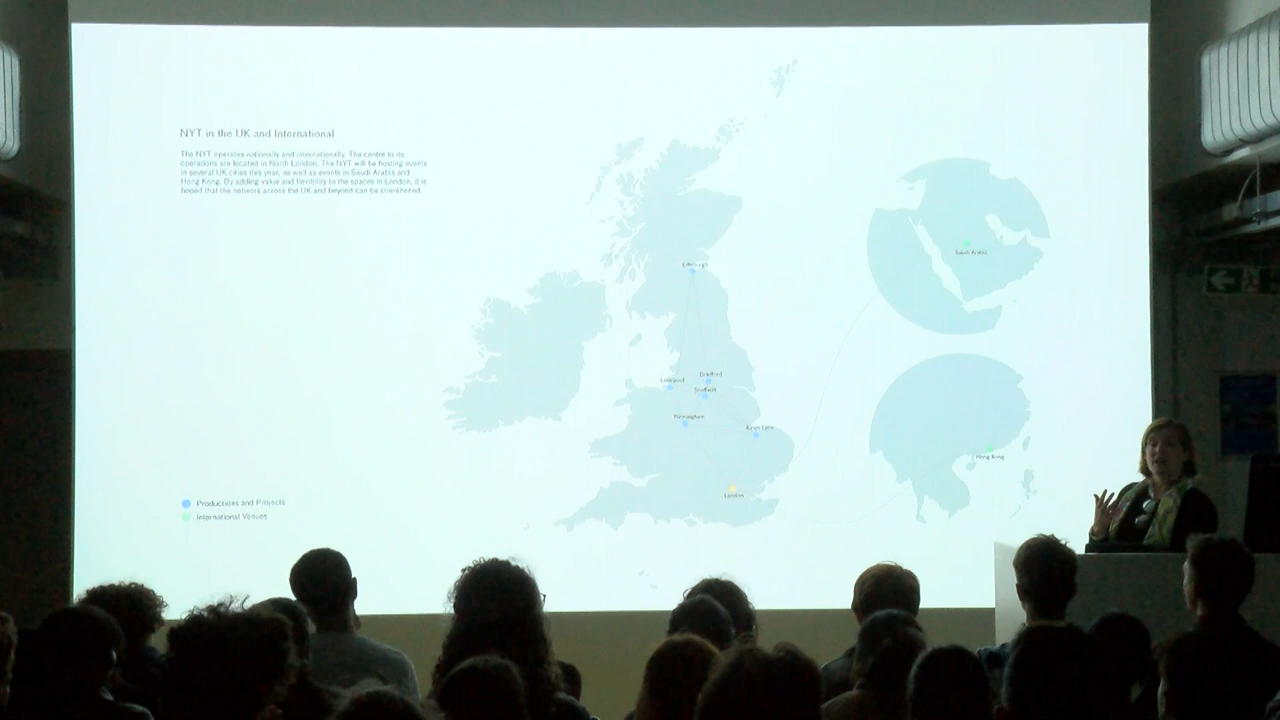 NYT in the UK and International
The NYT operates nationally and internationally. The centre to its
operations are located in North London. The NYT will be hosting events
in several UK cities this year, as well as events in Saudi Arabia and
Hong Kong. By adding value and flexibility to the spaces in London, it is
hoped that the network across the UK and beyond can be strenthened.
Edinburgh
Saudi Arabia
Bradford
Liverpool
Sheffield
Birmingham
Kings Lynn
Hong Kong
London
Productions and Projects
International Venues